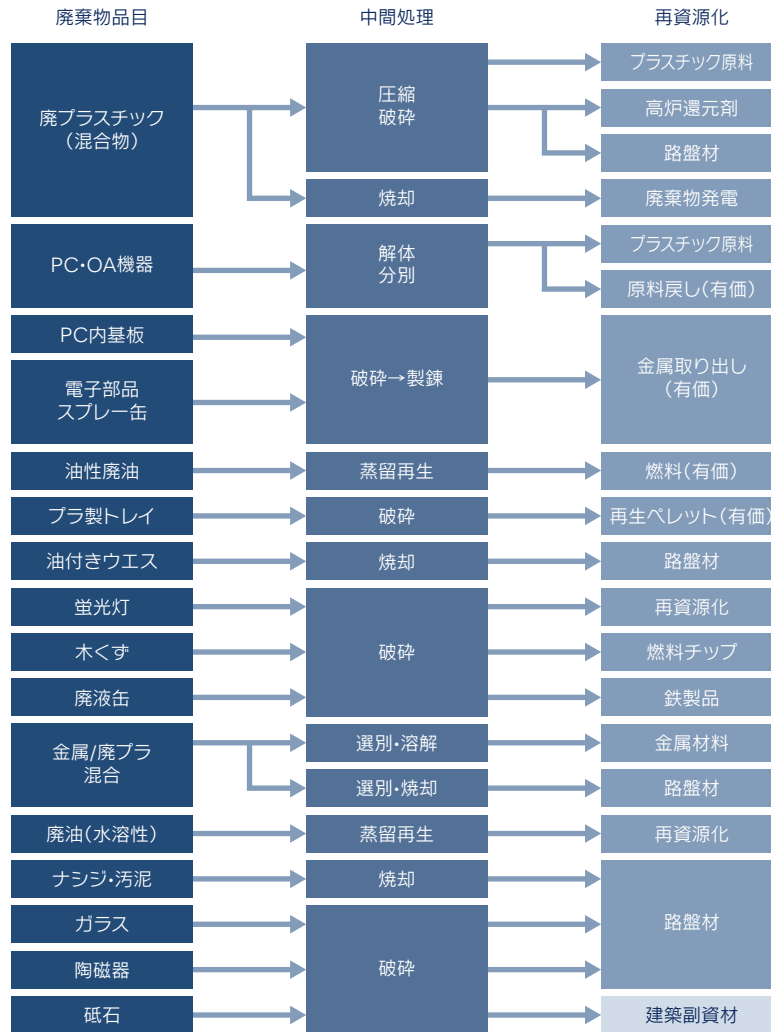 廃棄物品目 中間処理 再資源化
廃プラスチック
(混合物)
圧縮
破砕
プラスチック原料
高炉還元剤
路盤材
焼却
廃棄物発電
PC・OA機器
解体
分別
プラスチック原料
原料戻し(有価)
PC内基板
電子部品
スプレー缶
破砕→製錬
金属取り出し
(有価)
油性廃油
蒸留再生
燃料(有価)
プラ製トレイ
破砕
再生ペレット(有価)
油付きウエス
焼却
路盤材
蛍光灯
木くず
廃液缶
破砕
再資源化
燃料チップ
鉄製品
金属/廃プラ
混合
選別・溶解
金属材料
選別・焼却
路盤材
廃油(水溶性)
蒸留再生
再資源化
ナシジ・汚泥
焼却
ガラス
陶磁器
砥石
破砕
路盤材
建築副資材